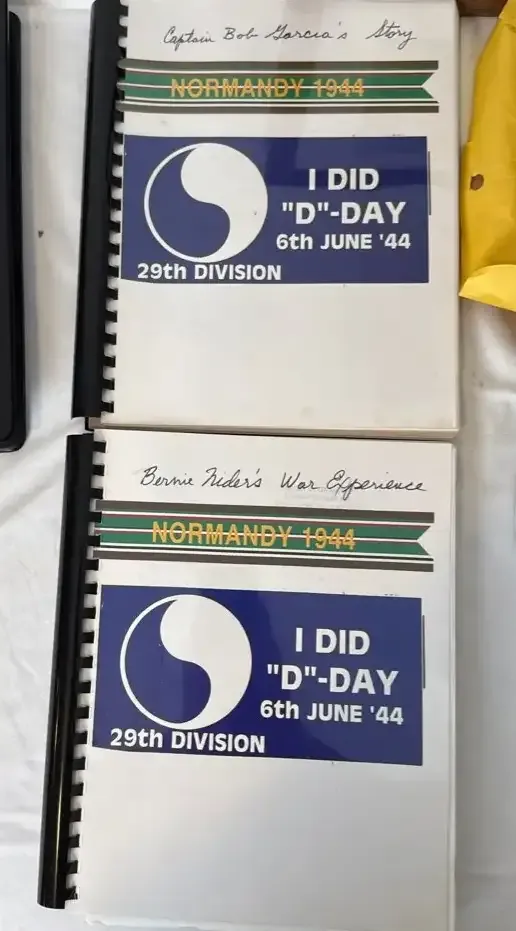 Captain Bob Garcia's Story
NORMANDY 1944
I DID
"D"-DAY
6th JUNE '44
29th DIVISION
Bernie Nider's War Experience
NORMANDY 1944
I DID
"D"-DAY
6th JUNE '44
29th DIVISION